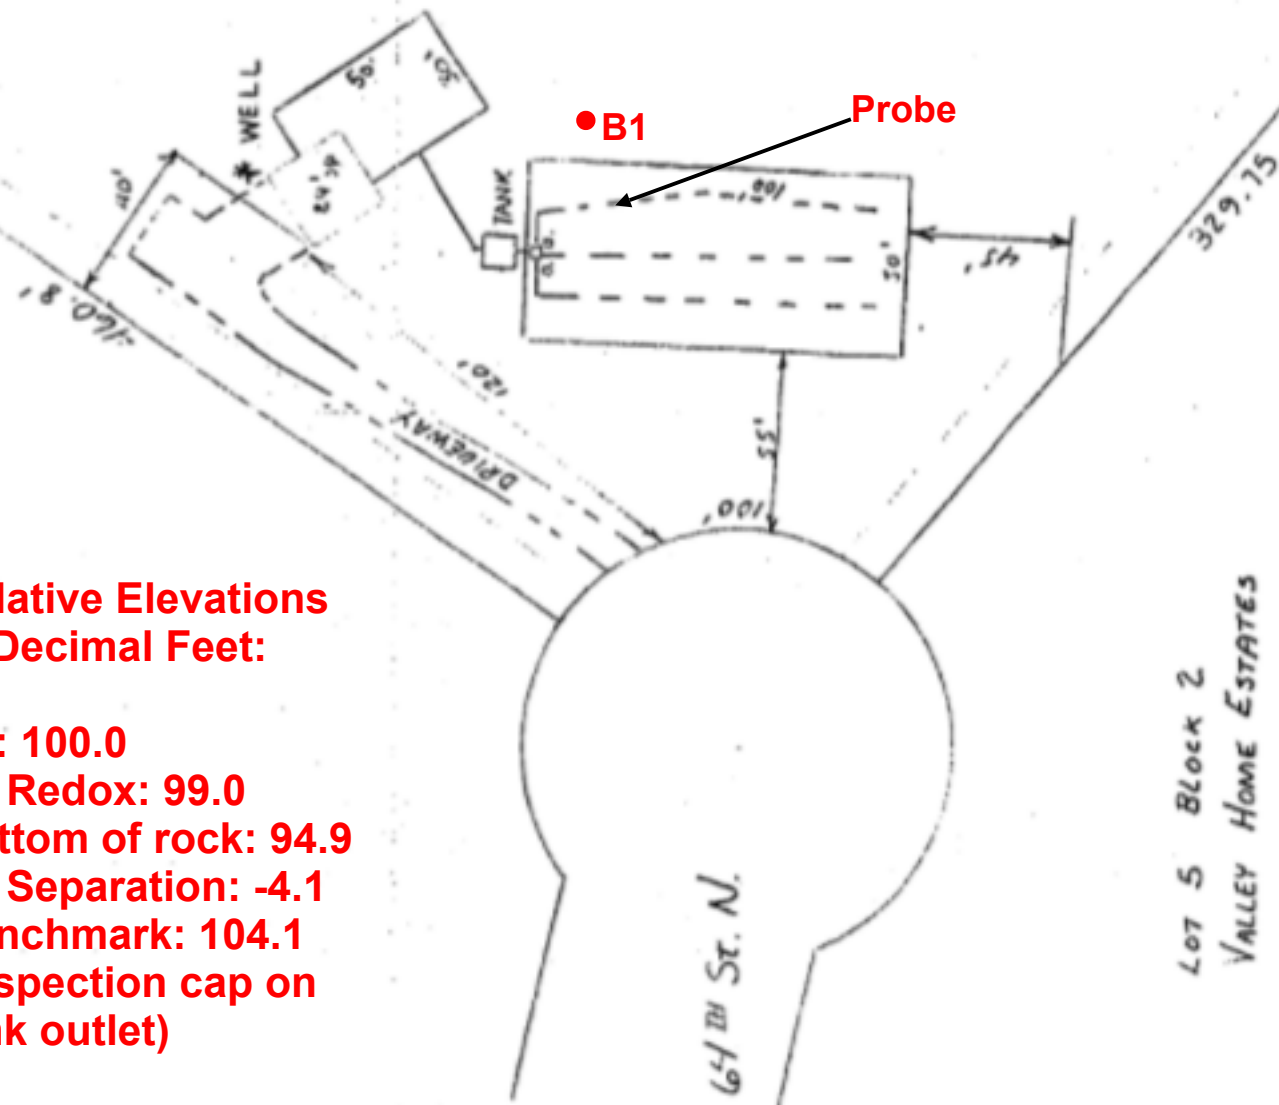 WELL
50'
30'
B1
Probe
40'
24'
TANK
100'
D.B.
50'
45'
329.75
160.8'
120'
DRIVEWAY
55'
100'
lative Elevations
Decimal Feet:
: 100.0
Redox: 99.0
ttom of rock: 94.9
Separation: -4.1
nchmark: 104.1
spection cap on
nk outlet)
64TH ST. N.
LOT 5 BLOCK 2
VALLEY HOME ESTATES